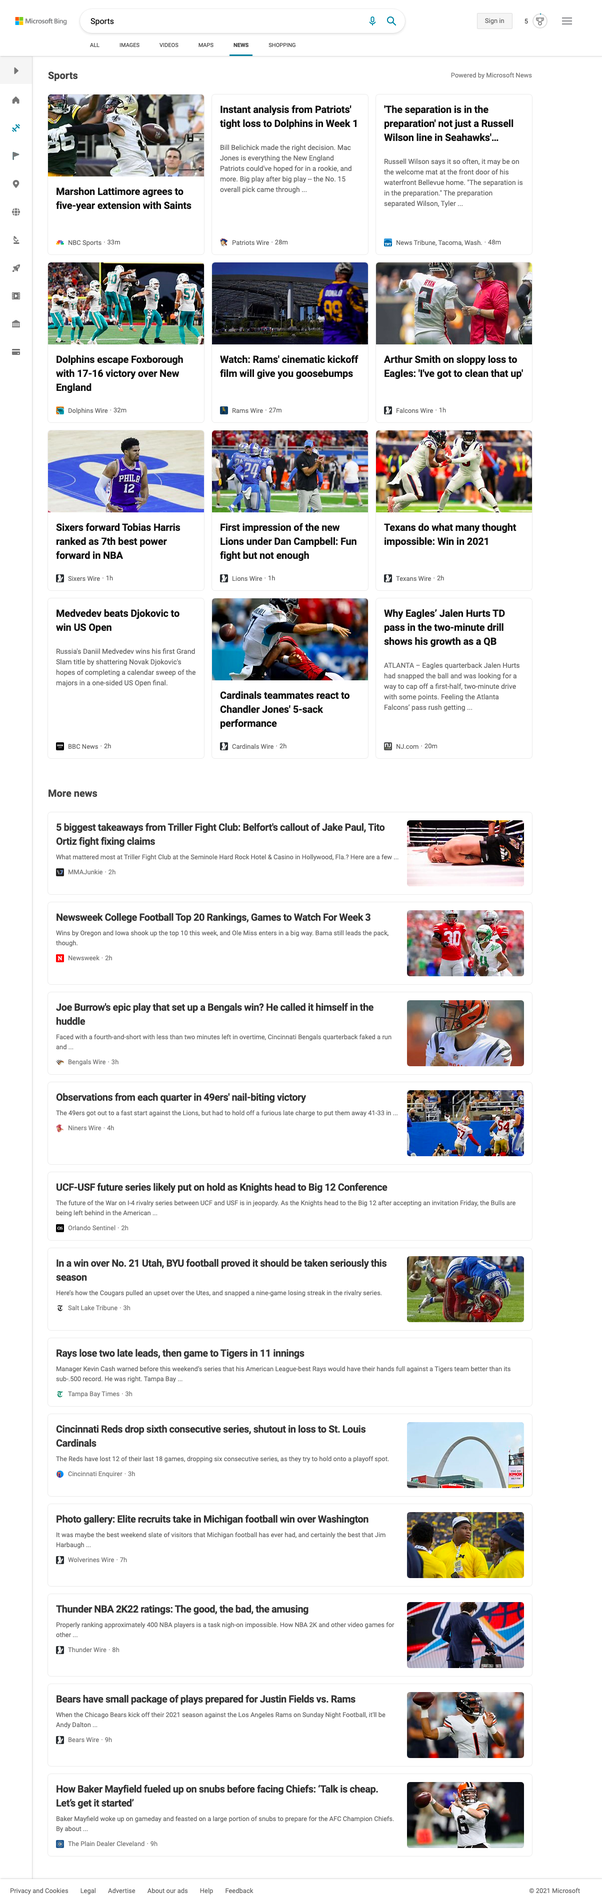 Microsoft Bing
Sports
Sign in
5
ALL
IMAGES
VIDEOS
MAPS
NEWS
SHOPPING
Sports
Powered by Microsoft News
Marshon Lattimore agrees to
five-year extension with Saints
NBC Sports · 33m
Instant analysis from Patriots'
tight loss to Dolphins in Week 1
Bill Belichick made the right decision. Mac
Jones is everything the New England
Patriots could've hoped for in a rookie, and
more. Big play after big play – the No. 15
overall pick came through ...
Patriots Wire · 28m
'The separation is in the
preparation' not just a Russell
Wilson line in Seahawks'...
Russell Wilson says it so often, it may be on
the welcome mat at the front door of his
waterfront Bellevue home. "The separation is
in the preparation." The preparation
separated Wilson, Tyler ...
News Tribune, Tacoma, Wash. · 48m
Dolphins escape Foxborough
with 17-16 victory over New
England
Dolphins Wire · 32m
Watch: Rams' cinematic kickoff
film will give you goosebumps
Rams Wire · 27m
Arthur Smith on sloppy loss to
Eagles: 'I've got to clean that up'
Falcons Wire · 1h
Sixers forward Tobias Harris
ranked as 7th best power
forward in NBA
Sixers Wire · 1h
First impression of the new
Lions under Dan Campbell: Fun
fight but not enough
Lions Wire · 1h
Texans do what many thought
impossible: Win in 2021
Texans Wire · 2h
Medvedev beats Djokovic to
win US Open
Russia's Daniil Medvedev wins his first Grand
Slam title by shattering Novak Djokovic's
hopes of completing a calendar sweep of the
majors in a one-sided US Open final.
BBC News · 2h
Cardinals teammates react to
Chandler Jones' 5-sack
performance
Cardinals Wire · 2h
Why Eagles' Jalen Hurts TD
pass in the two-minute drill
shows his growth as a QB
ATLANTA – Eagles quarterback Jalen Hurts
had snapped the ball and was looking for a
way to cap off a first-half, two-minute drive
with some points. Feeling the Atlanta
Falcons' pass rush getting ...
NJ.com · 20m
More news
5 biggest takeaways from Triller Fight Club: Belfort's callout of Jake Paul, Tito
Ortiz fight fixing claims
What mattered most at Triller Fight Club at the Seminole Hard Rock Hotel & Casino in Hollywood, Fla.? Here are a few ...
MMAJunkie · 2h
Newsweek College Football Top 20 Rankings, Games to Watch For Week 3
Wins by Oregon and Iowa shook up the top 10 this week, and Ole Miss enters in a big way. Bama still leads the pack,
though.
Newsweek · 2h
Joe Burrow's epic play that set up a Bengals win? He called it himself in the
huddle
Faced with a fourth-and-short with less than two minutes left in overtime, Cincinnati Bengals quarterback faked a run
and ...
Bengals Wire · 3h
Observations from each quarter in 49ers' nail-biting victory
The 49ers got out to a fast start against the Lions, but had to hold off a furious late charge to put them away 41-33 in ...
Niners Wire · 4h
UCF-USF future series likely put on hold as Knights head to Big 12 Conference
The future of the War on I-4 rivalry series between UCF and USF is in jeopardy. As the Knights head to the Big 12 after accepting an invitation Friday, the Bulls are
being left behind in the American ...
Orlando Sentinel · 2h
In a win over No. 21 Utah, BYU football proved it should be taken seriously this
season
Here's how the Cougars pulled an upset over the Utes, and snapped a nine-game losing streak in the rivalry series.
Salt Lake Tribune · 3h
Rays lose two late leads, then game to Tigers in 11 innings
Manager Kevin Cash warned before this weekend's series that his American League-best Rays would have their hands full against a Tigers team better than its
sub-.500 record. He was right. Tampa Bay ...
Tampa Bay Times · 3h
Cincinnati Reds drop sixth consecutive series, shutout in loss to St. Louis
Cardinals
The Reds have lost 12 of their last 18 games, dropping six consecutive series, as they try to hold onto a playoff spot.
Cincinnati Enquirer · 3h
Photo gallery: Elite recruits take in Michigan football win over Washington
It was maybe the best weekend slate of visitors that Michigan football has ever had, and certainly the best that Jim
Harbaugh ...
Wolverines Wire · 7h
Thunder NBA 2K22 ratings: The good, the bad, the amusing
Properly ranking approximately 400 NBA players is a task nigh-on impossible. How NBA 2K and other video games for
other ...
Thunder Wire · 8h
Bears have small package of plays prepared for Justin Fields vs. Rams
When the Chicago Bears kick off their 2021 season against the Los Angeles Rams on Sunday Night Football, it'll be
Andy Dalton ...
Bears Wire · 9h
How Baker Mayfield fueled up on snubs before facing Chiefs: 'Talk is cheap.
Let's get it started'
Baker Mayfield woke up on gameday and feasted on a large portion of snubs to prepare for the AFC Champion Chiefs.
By about ...
The Plain Dealer Cleveland · 9h
Privacy and Cookies
Legal
Advertise
About our ads
Help
Feedback
© 2021 Microsoft